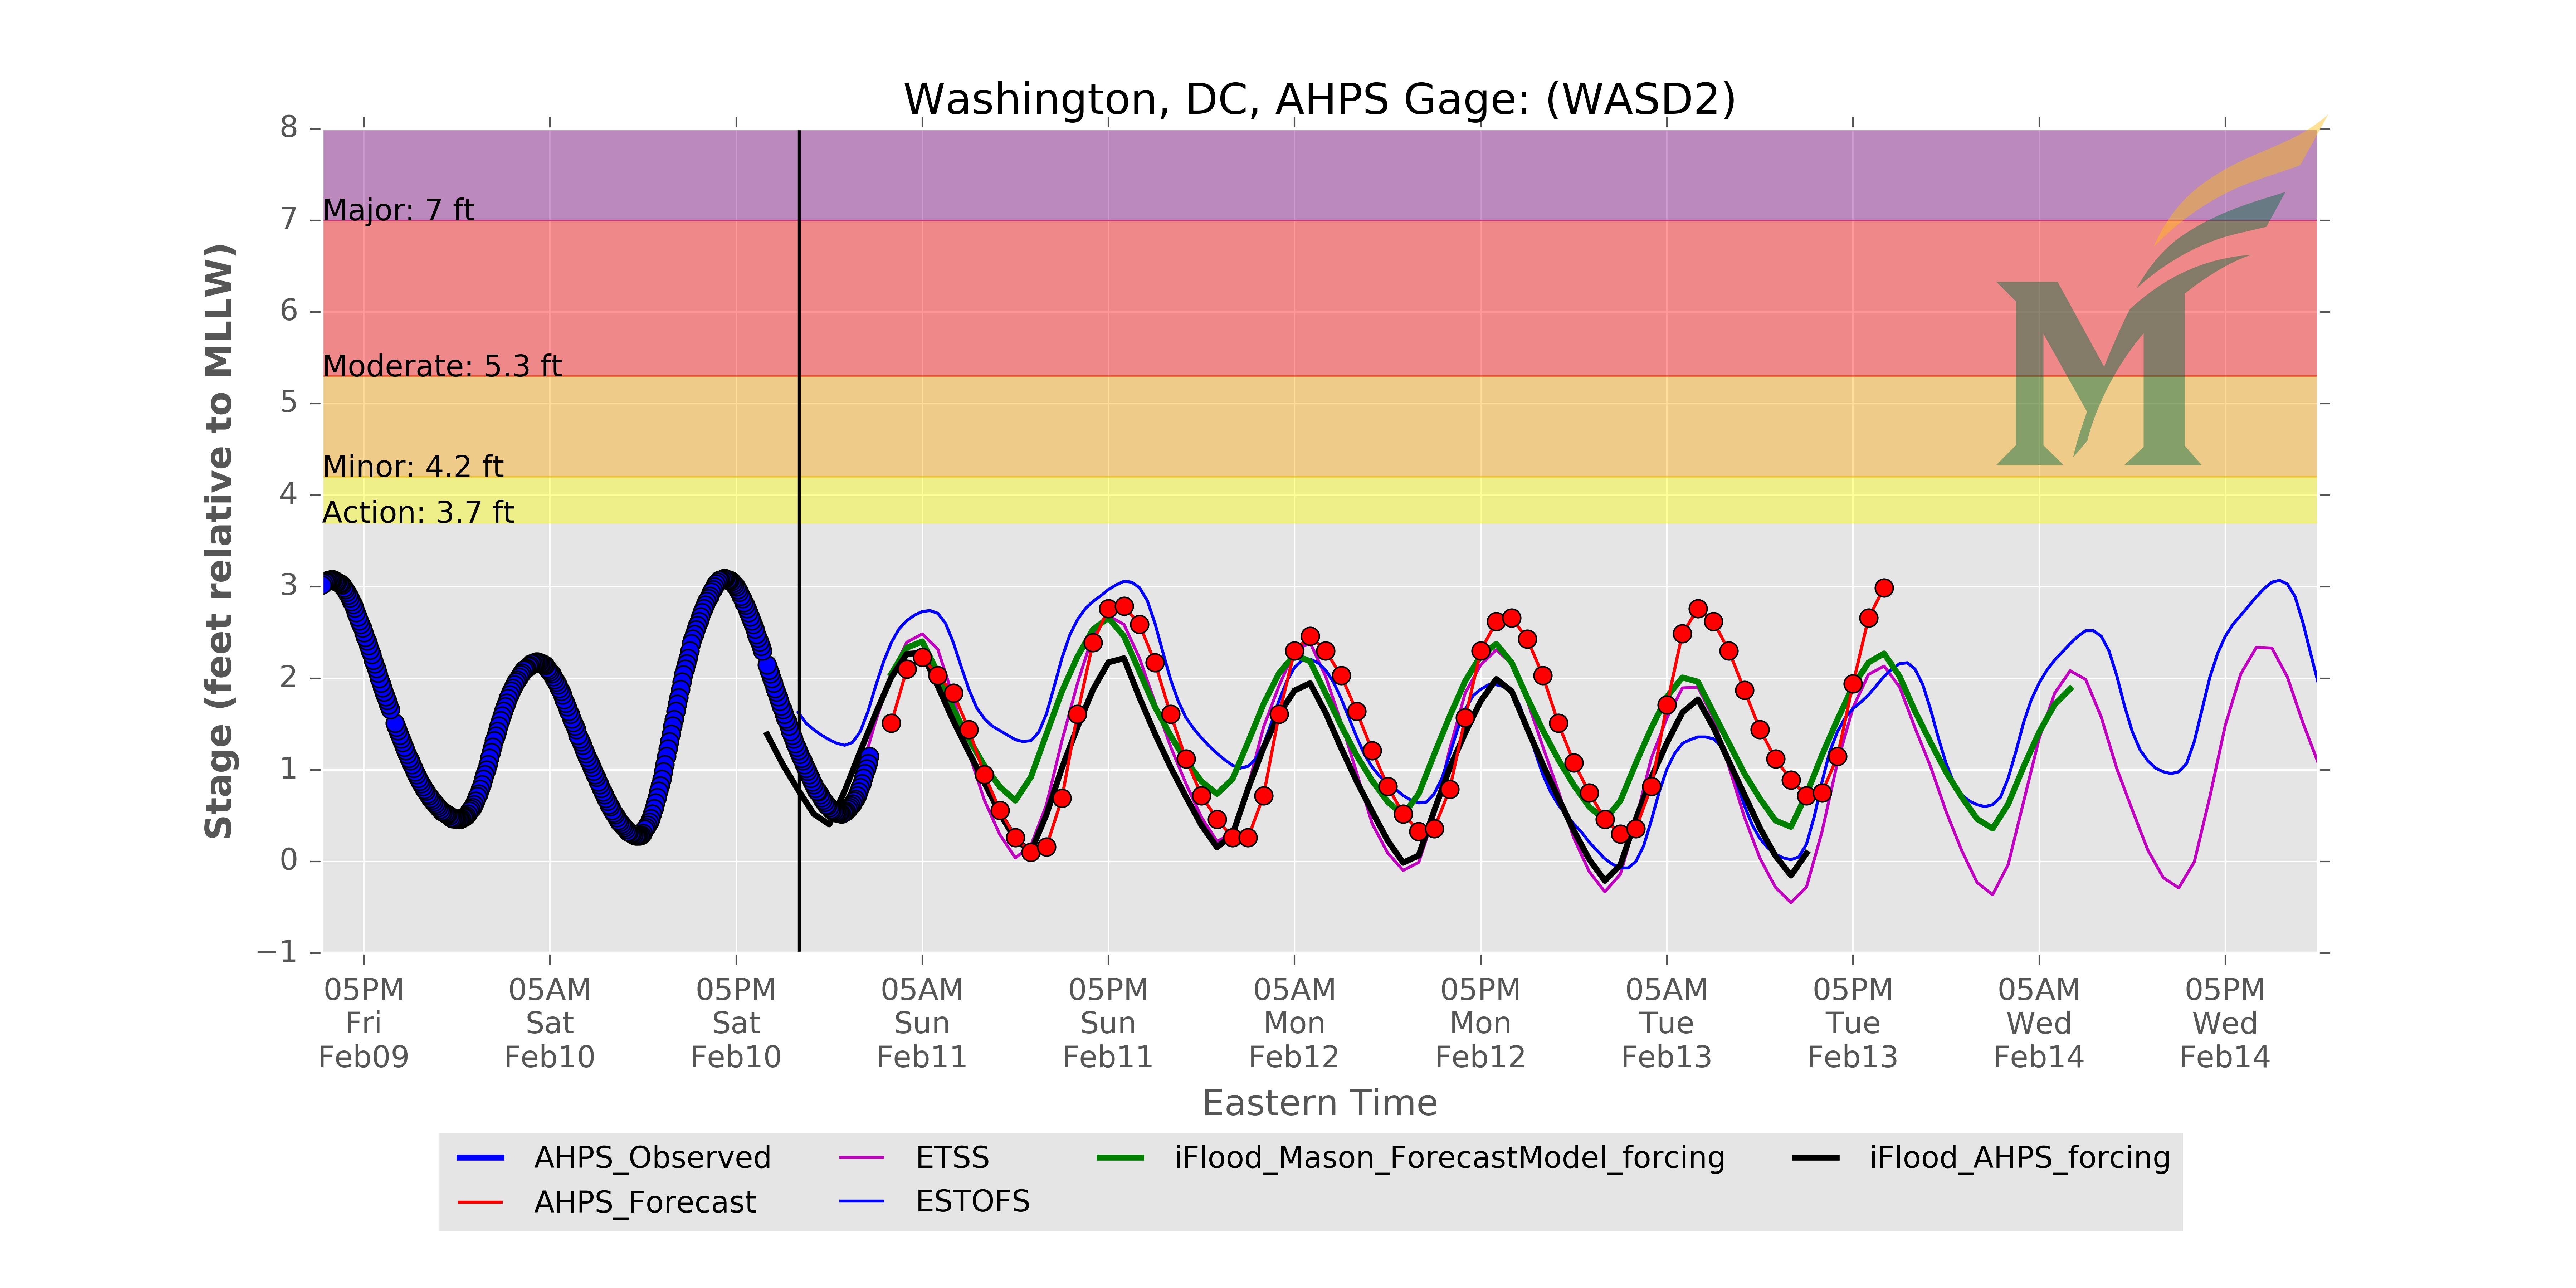 Washington, DC, AHPS Gage: (WASD2)
Stage (feet relative to MLLW)
8
7
6
5
4
3
2
1
0
−1
Major: 7 ft
Moderate: 5.3 ft
Minor: 4.2 ft
Action: 3.7 ft
05PM 05AM 05PM 05AM 05PM 05AM 05PM 05AM 05PM 05AM 05PM
Fri Sat Sat Sun Sun Mon Mon Tue Tue Wed Wed
Feb09 Feb10 Feb10 Feb11 Feb11 Feb12 Feb12 Feb13 Feb13 Feb14 Feb14
Eastern Time
AHPS_Observed ETSS iFlood_Mason_ForecastModel_forcing iFlood_AHPS_forcing
AHPS_Forecast ESTOFS
M